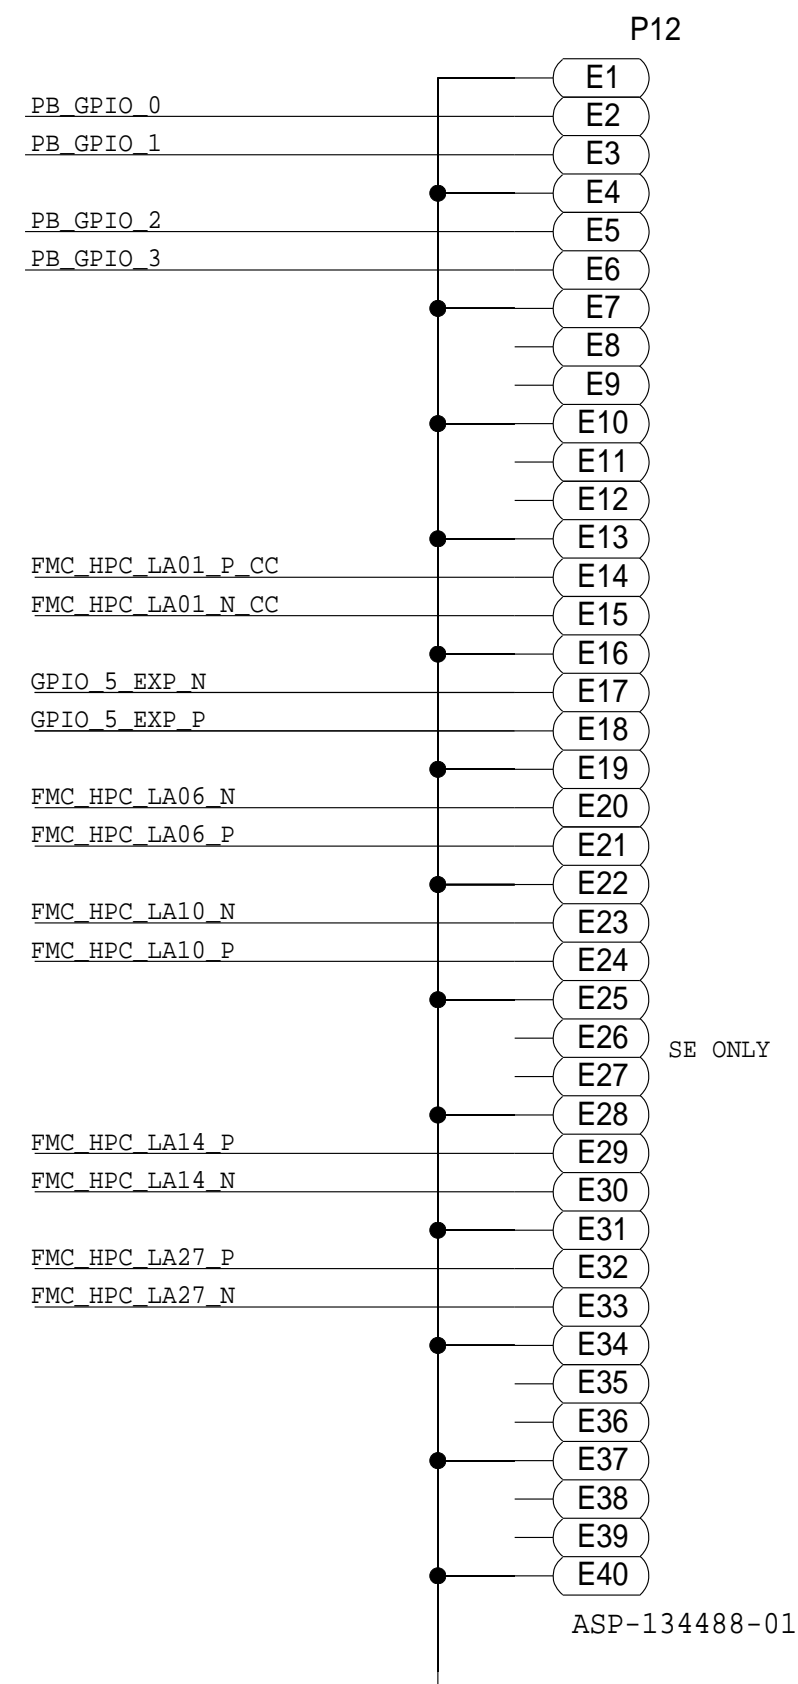 P12
E1
PB_GPIO_0
E2
PB_GPIO_1
E3
E4
PB_GPIO_2
E5
PB_GPIO_3
E6
E7
E8
E9
E10
E11
E12
E13
FMC_HPC_LA01_P_CC
E14
FMC_HPC_LA01_N_CC
E15
E16
GPIO_5_EXP_N
E17
GPIO_5_EXP_P
E18
E19
FMC_HPC_LA06_N
E20
FMC_HPC_LA06_P
E21
E22
FMC_HPC_LA10_N
E23
FMC_HPC_LA10_P
E24
E25
E26
SE ONLY
E27
E28
FMC_HPC_LA14_P
E29
FMC_HPC_LA14_N
E30
E31
FMC_HPC_LA27_P
E32
FMC_HPC_LA27_N
E33
E34
E35
E36
E37
E38
E39
E40
ASP-134488-01